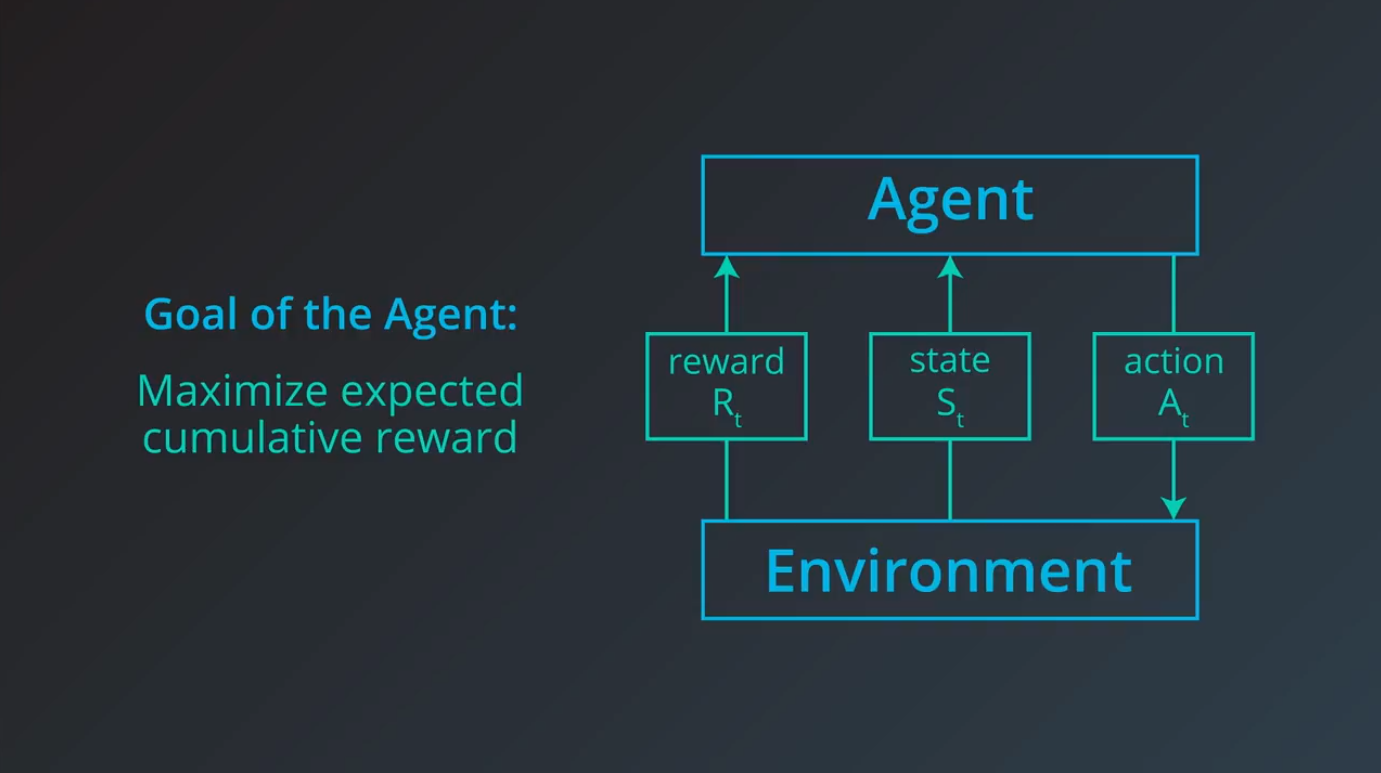 Goal of the Agent:
Maximize expected
cumulative reward
Agent
reward
R_t
state
S_t
action
A_t
Environment